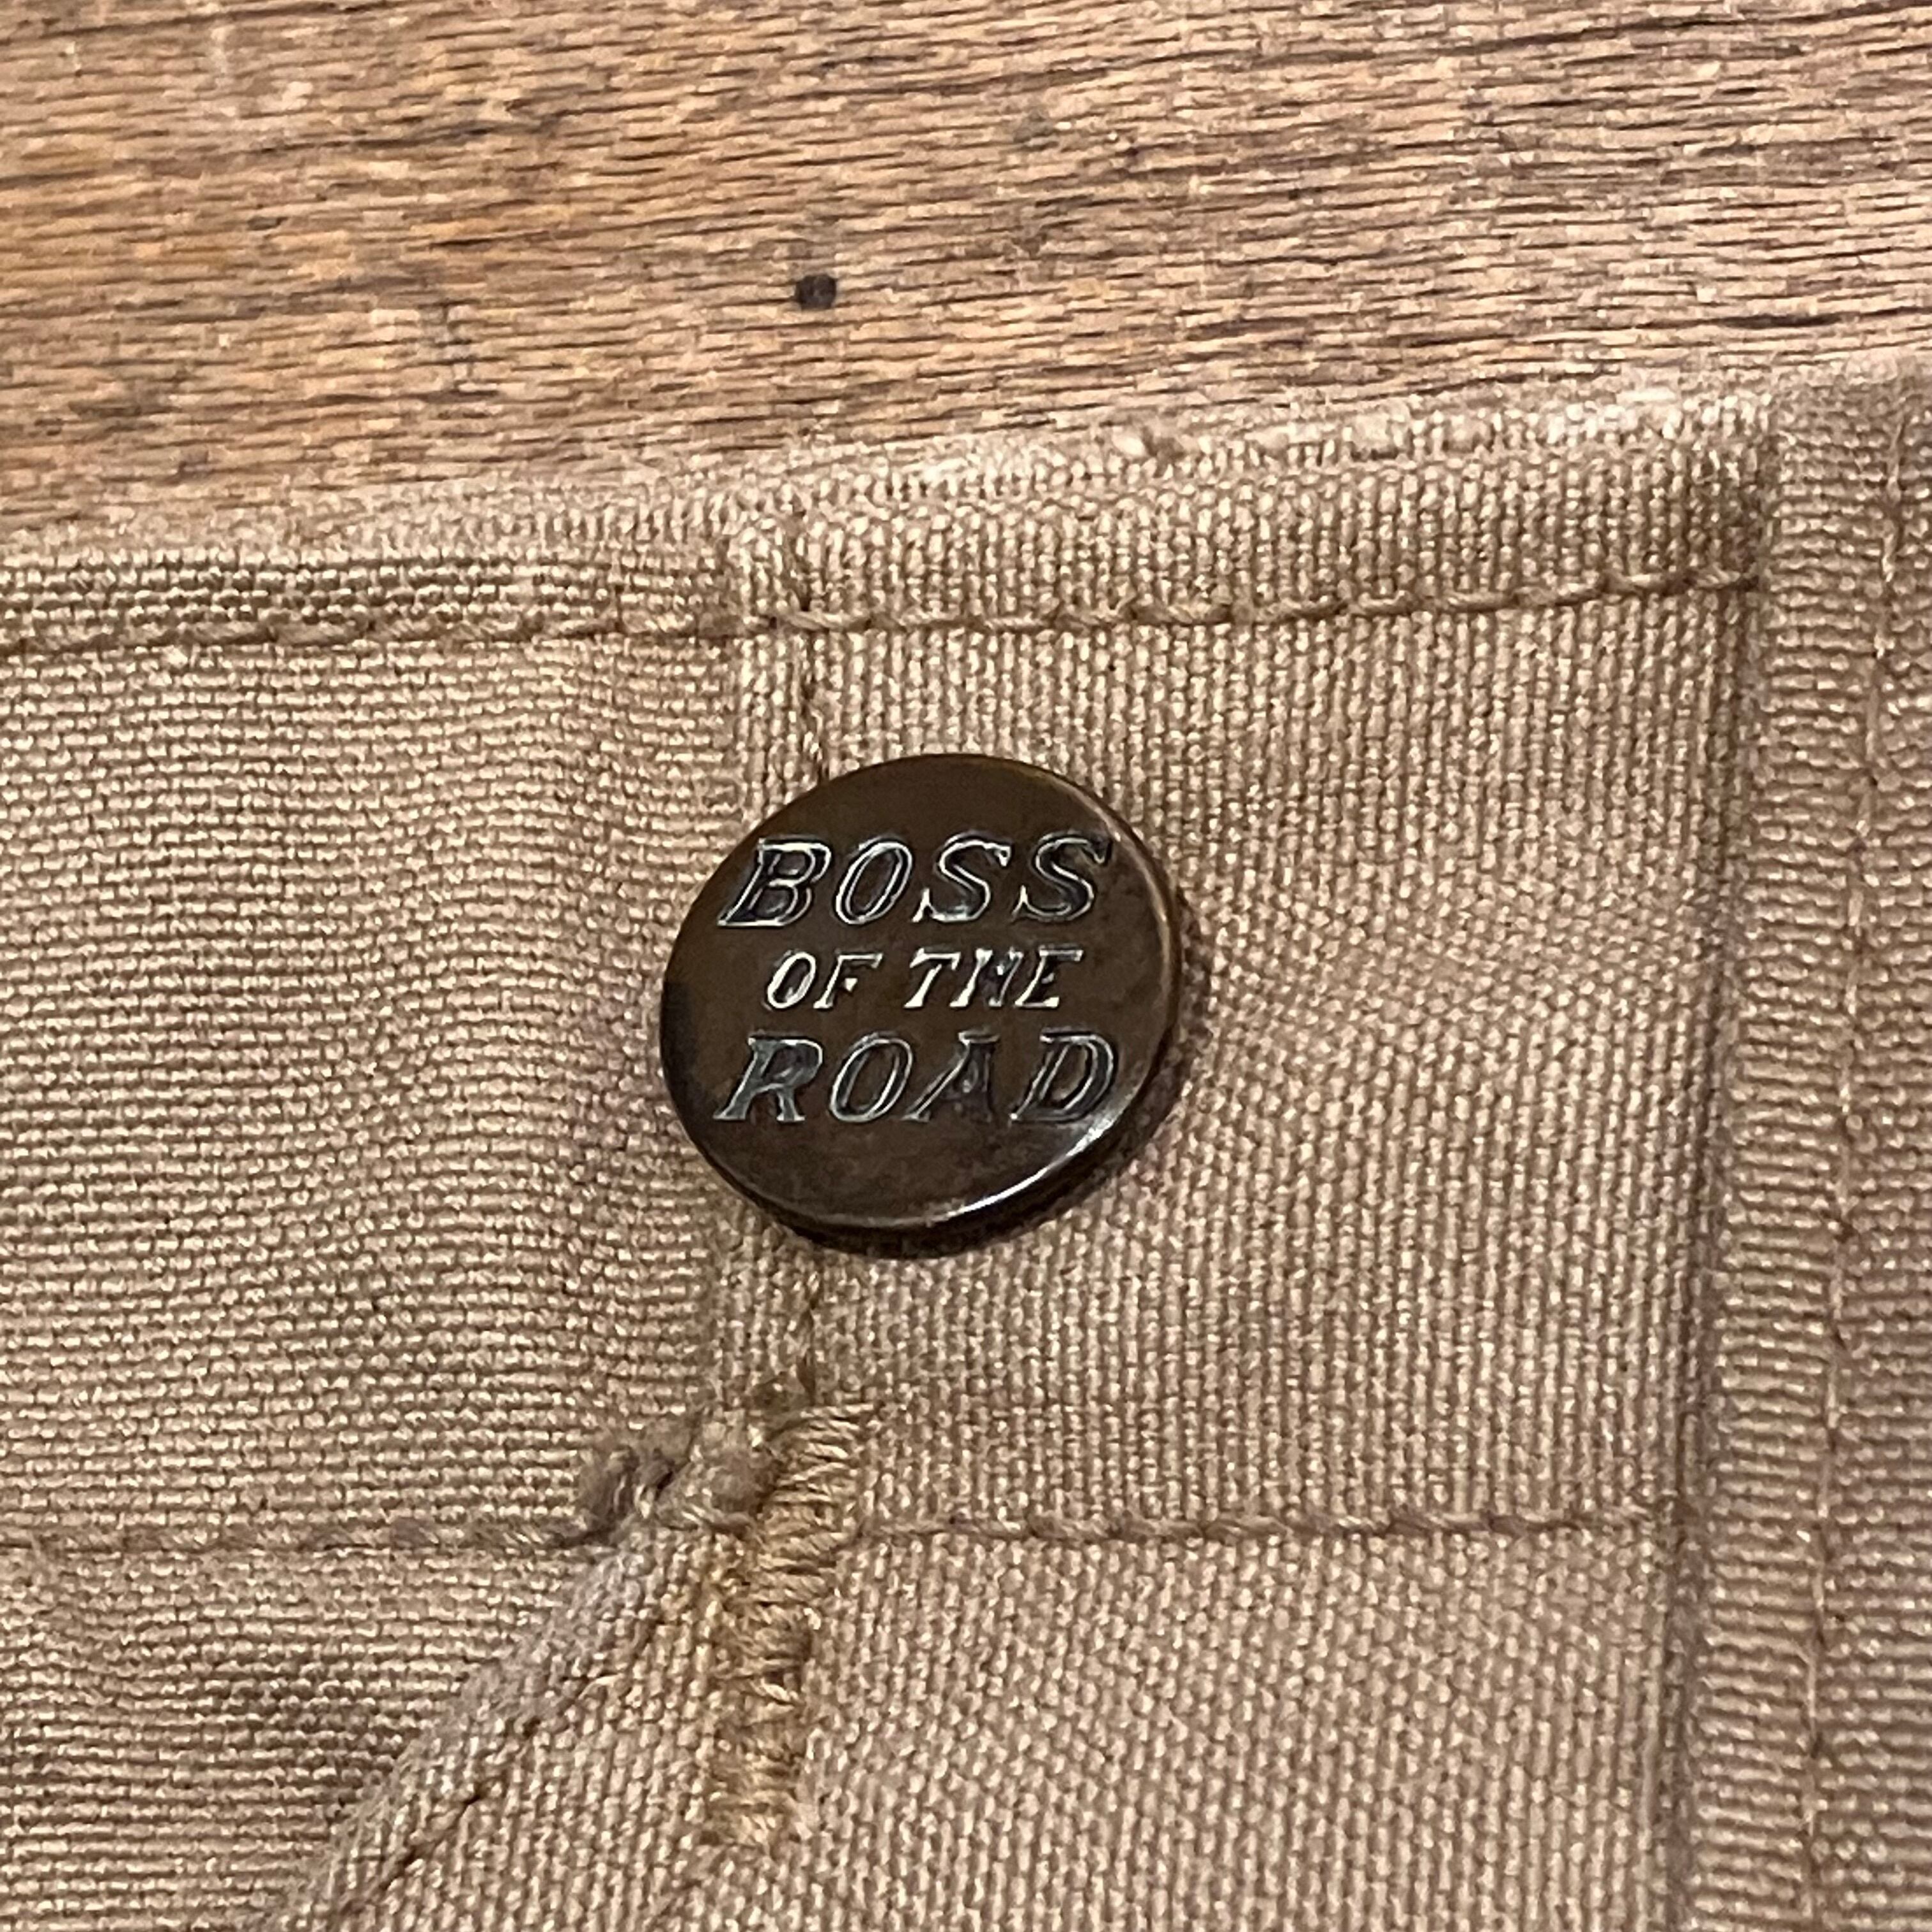 BOSS
OF THE
ROAD